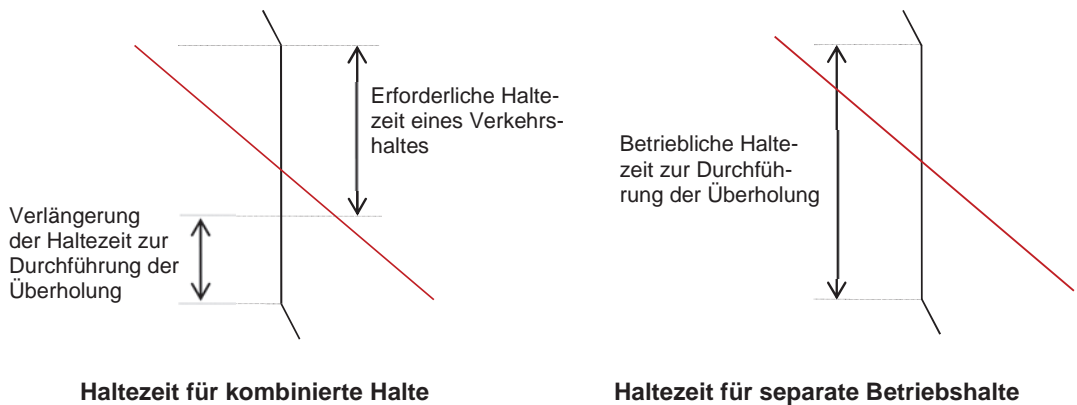 Erforderliche Halte-
zeit eines Verkehrs-
haltes
Verlängerung
der Haltezeit zur
Durchführung der
Überholung
Haltezeit für kombinierte Halte
Betriebliche Halte-
zeit zur Durchfüh-
rung der Überholung
Haltezeit für separate Betriebshalte